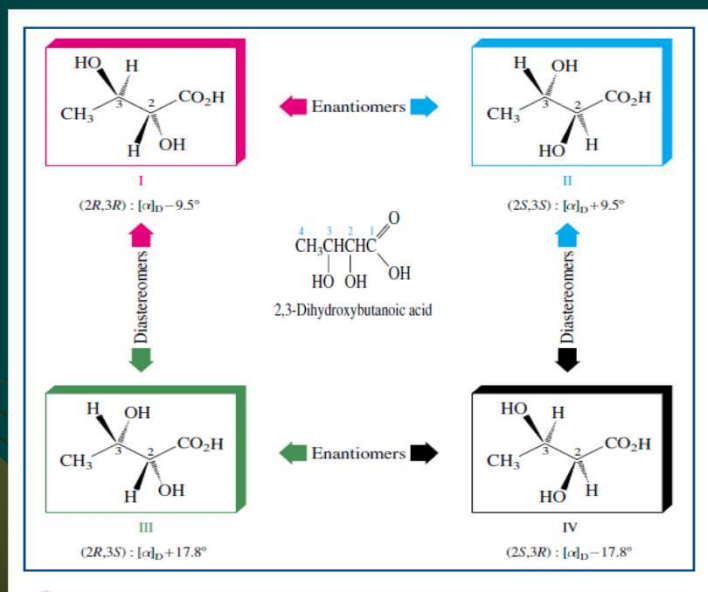 HO H
CH₃ 3 2 CO₂H
H OH
I
(2R,3R) : [α]D−9.5°
Enantiomers
H OH
CH₃ 3 2 CO₂H
HO H
II
(2S,3S) : [α]D+9.5°
Diastereomers
4 3 2 1 O
CH₃CHCHC
HO OH OH
2,3-Dihydroxybutanoic acid
Diastereomers
H OH
CH₃ 3 2 CO₂H
H OH
III
(2R,3S) : [α]D+17.8°
Enantiomers
HO H
CH₃ 3 2 CO₂H
HO H
IV
(2S,3R) : [α]D−17.8°